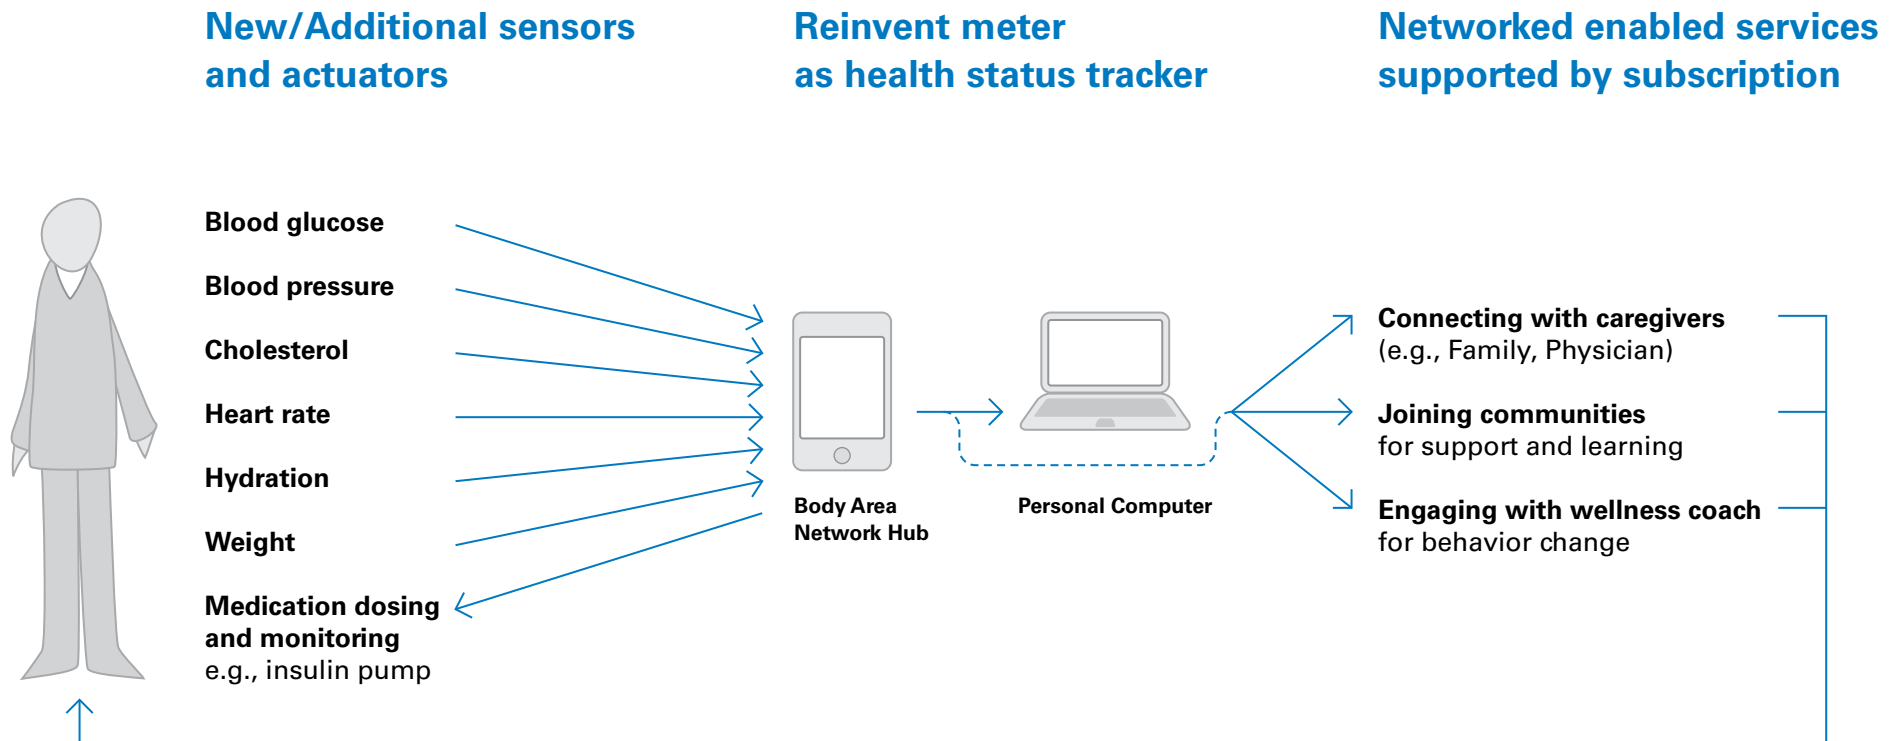 New/Additional sensors
and actuators
Reinvent meter
as health status tracker
Networked enabled services
supported by subscription
Blood glucose
Blood pressure
Cholesterol
Heart rate
Hydration
Weight
Medication dosing
and monitoring
e.g., insulin pump
Body Area
Network Hub
Personal Computer
Connecting with caregivers
(e.g., Family, Physician)
Joining communities
for support and learning
Engaging with wellness coach
for behavior change